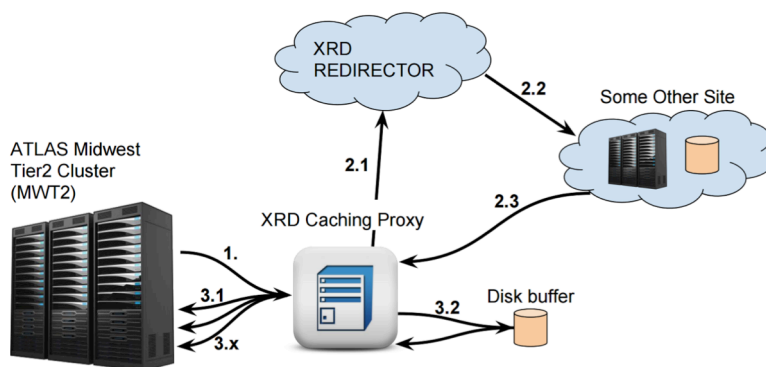 XRD
REDIRECTOR
2.2
Some Other Site
ATLAS Midwest
Tier2 Cluster
(MWT2)
2.1
2.3
XRD Caching Proxy
1.
3.1
3.2
Disk buffer
3.x